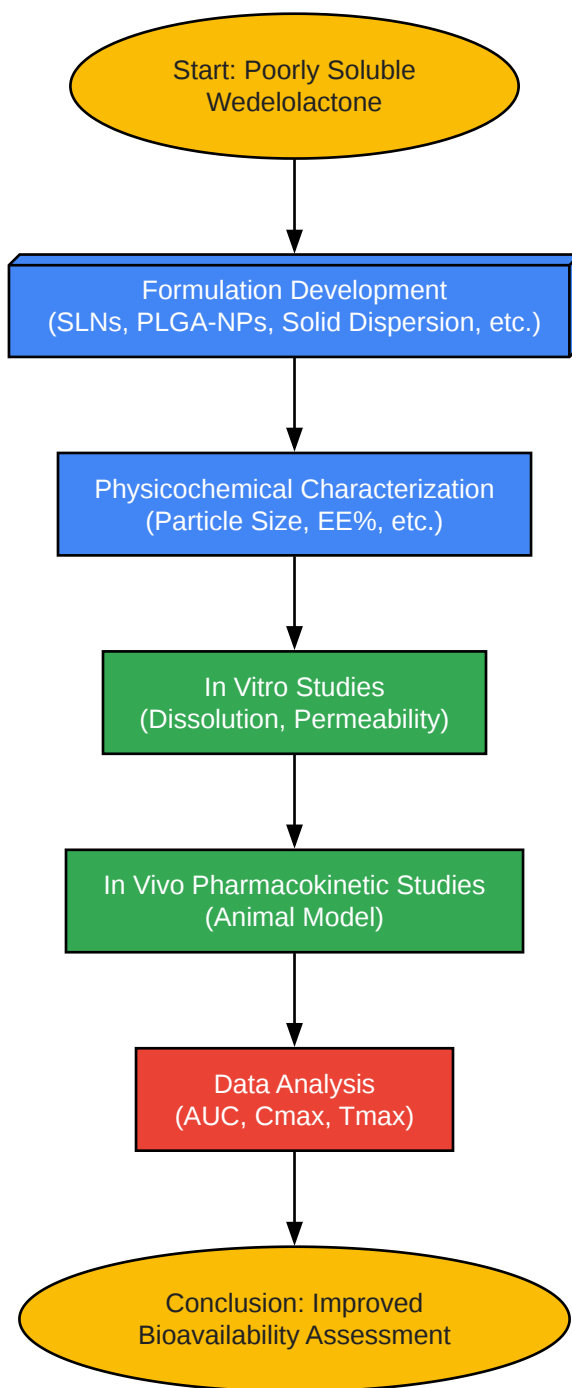 Start: Poorly Soluble
Wedelolactone
Formulation Development
(SLNs, PLGA-NPs, Solid Dispersion, etc.)
Physicochemical Characterization
(Particle Size, EE%, etc.)
In Vitro Studies
(Dissolution, Permeability)
In Vivo Pharmacokinetic Studies
(Animal Model)
Data Analysis
(AUC, Cmax, Tmax)
Conclusion: Improved
Bioavailability Assessment